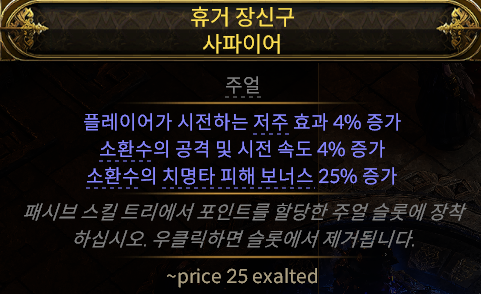 휴거 장신구
사파이어
주얼
플레이어가 시전하는 저주 효과 4% 증가
소환수의 공격 및 시전 속도 4% 증가
소환수의 치명타 피해 보너스 25% 증가
패시브 스킬 트리에서 포인트를 할당한 주얼 슬롯에 장착
하십시오. 우클릭하면 슬롯에서 제거됩니다.
~price 25 exalted